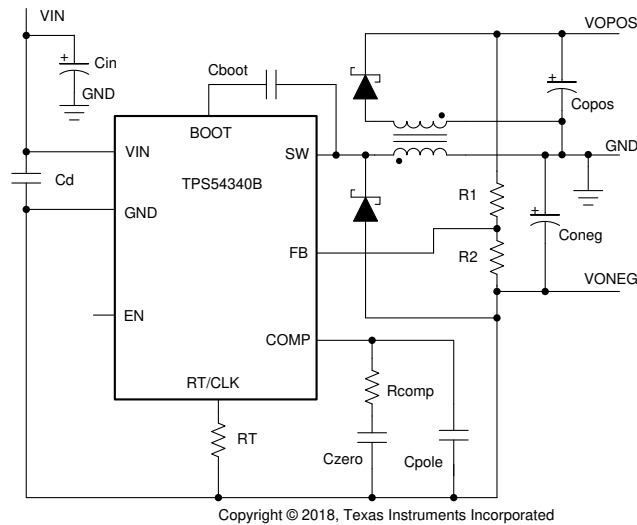 VIN
VOPOS
Cin
+
GND
Cboot
+
Copos
BOOT
VIN
SW
GND
TPS54340B
Cd
GND
R1
+
Coneg
FB
R2
VONEG
EN
COMP
RT/CLK
Rcomp
RT
Czero
Cpole
Copyright © 2018, Texas Instruments Incorporated